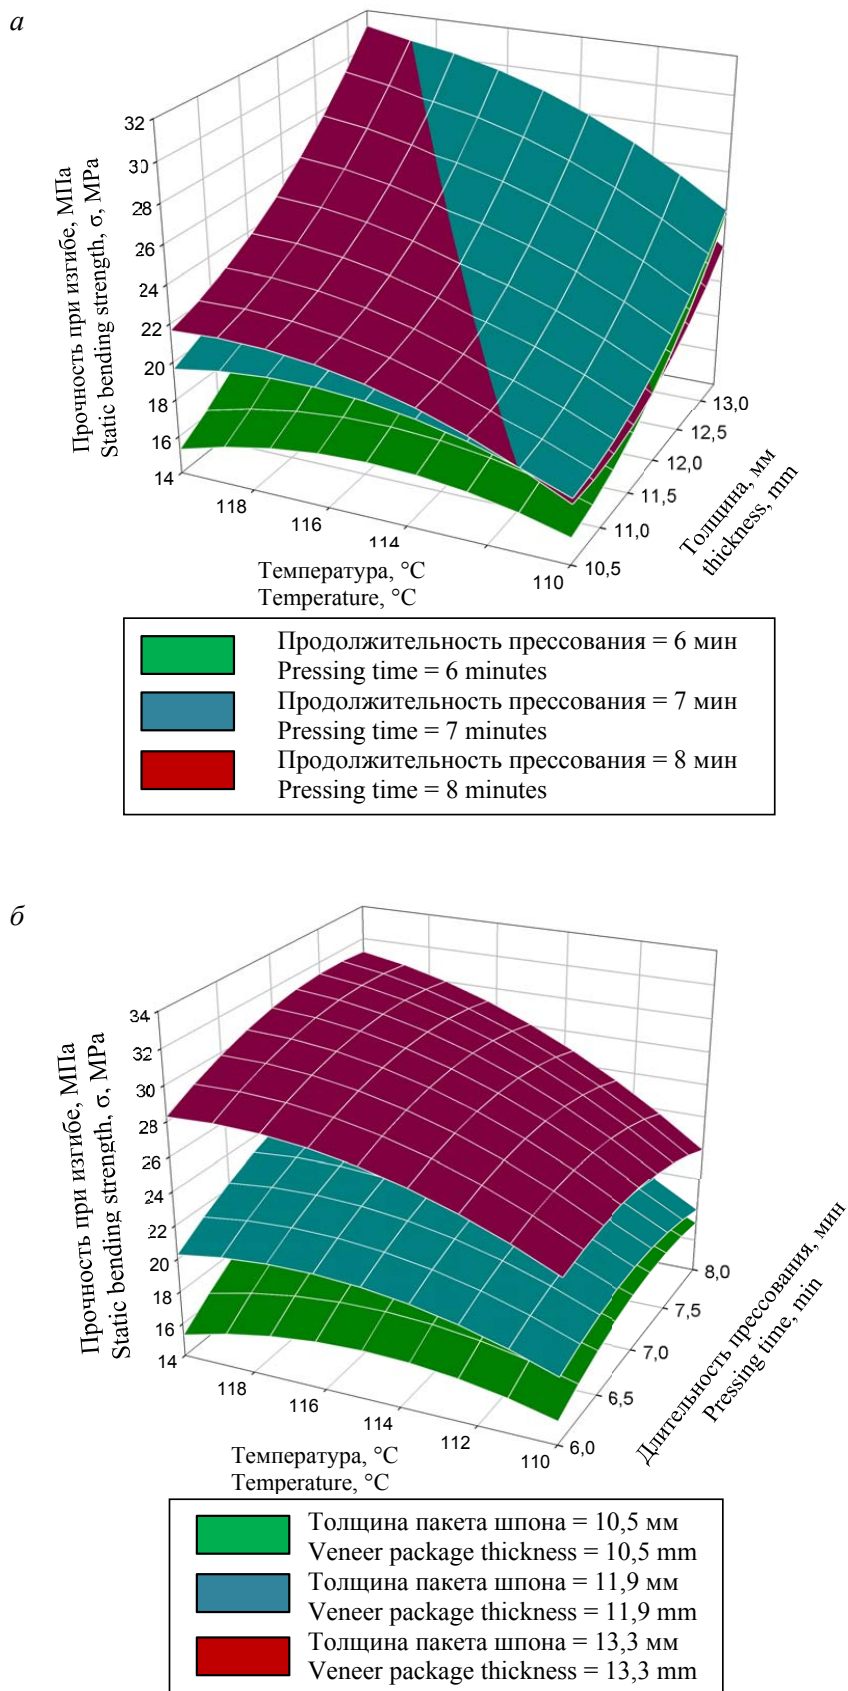 а
32
30
28
26
24
22
20
18
16
14
Прочность при изгибе, МПа
Static bending strength, σ, MPa
118
116
114
110
Температура, °C
Temperature, °C
13,0
12,5
12,0
11,5
11,0
10,5
Толщина, мм
thickness, mm
Продолжительность прессования = 6 мин
Pressing time = 6 minutes
Продолжительность прессования = 7 мин
Pressing time = 7 minutes
Продолжительность прессования = 8 мин
Pressing time = 8 minutes
б
34
32
30
28
26
24
22
20
18
16
14
Прочность при изгибе, МПа
Static bending strength, σ, MPa
118
116
114
112
110
Температура, °C
Temperature, °C
8,0
7,5
7,0
6,5
6,0
Длительность прессования, мин
Pressing time, min
Толщина пакета шпона = 10,5 мм
Veneer package thickness = 10,5 mm
Толщина пакета шпона = 11,9 мм
Veneer package thickness = 11,9 mm
Толщина пакета шпона = 13,3 мм
Veneer package thickness = 13,3 mm